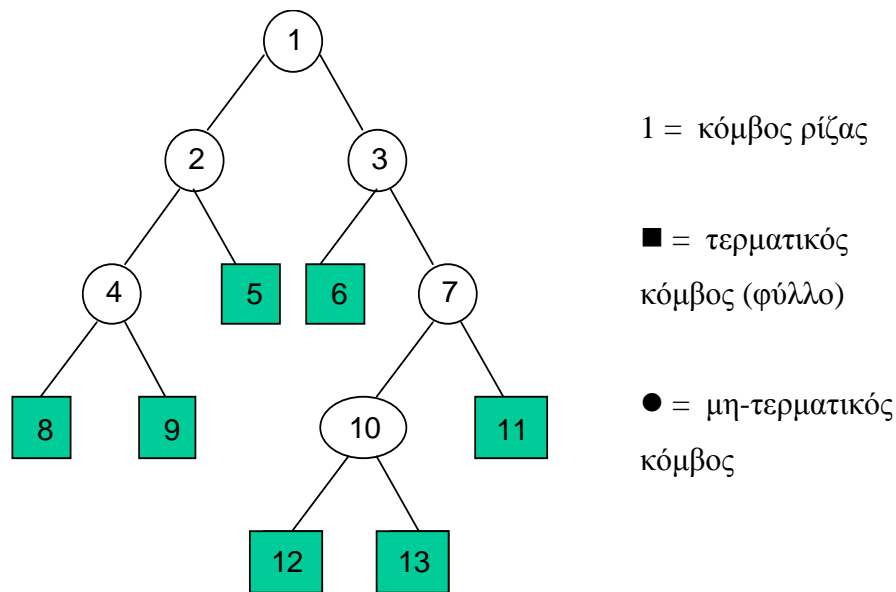 1
2
3
4
5
6
7
8
9
10
11
12
13
1 = κόμβος ρίζας
■ = τερματικός
κόμβος (φύλλο)
● = μη-τερματικός
κόμβος